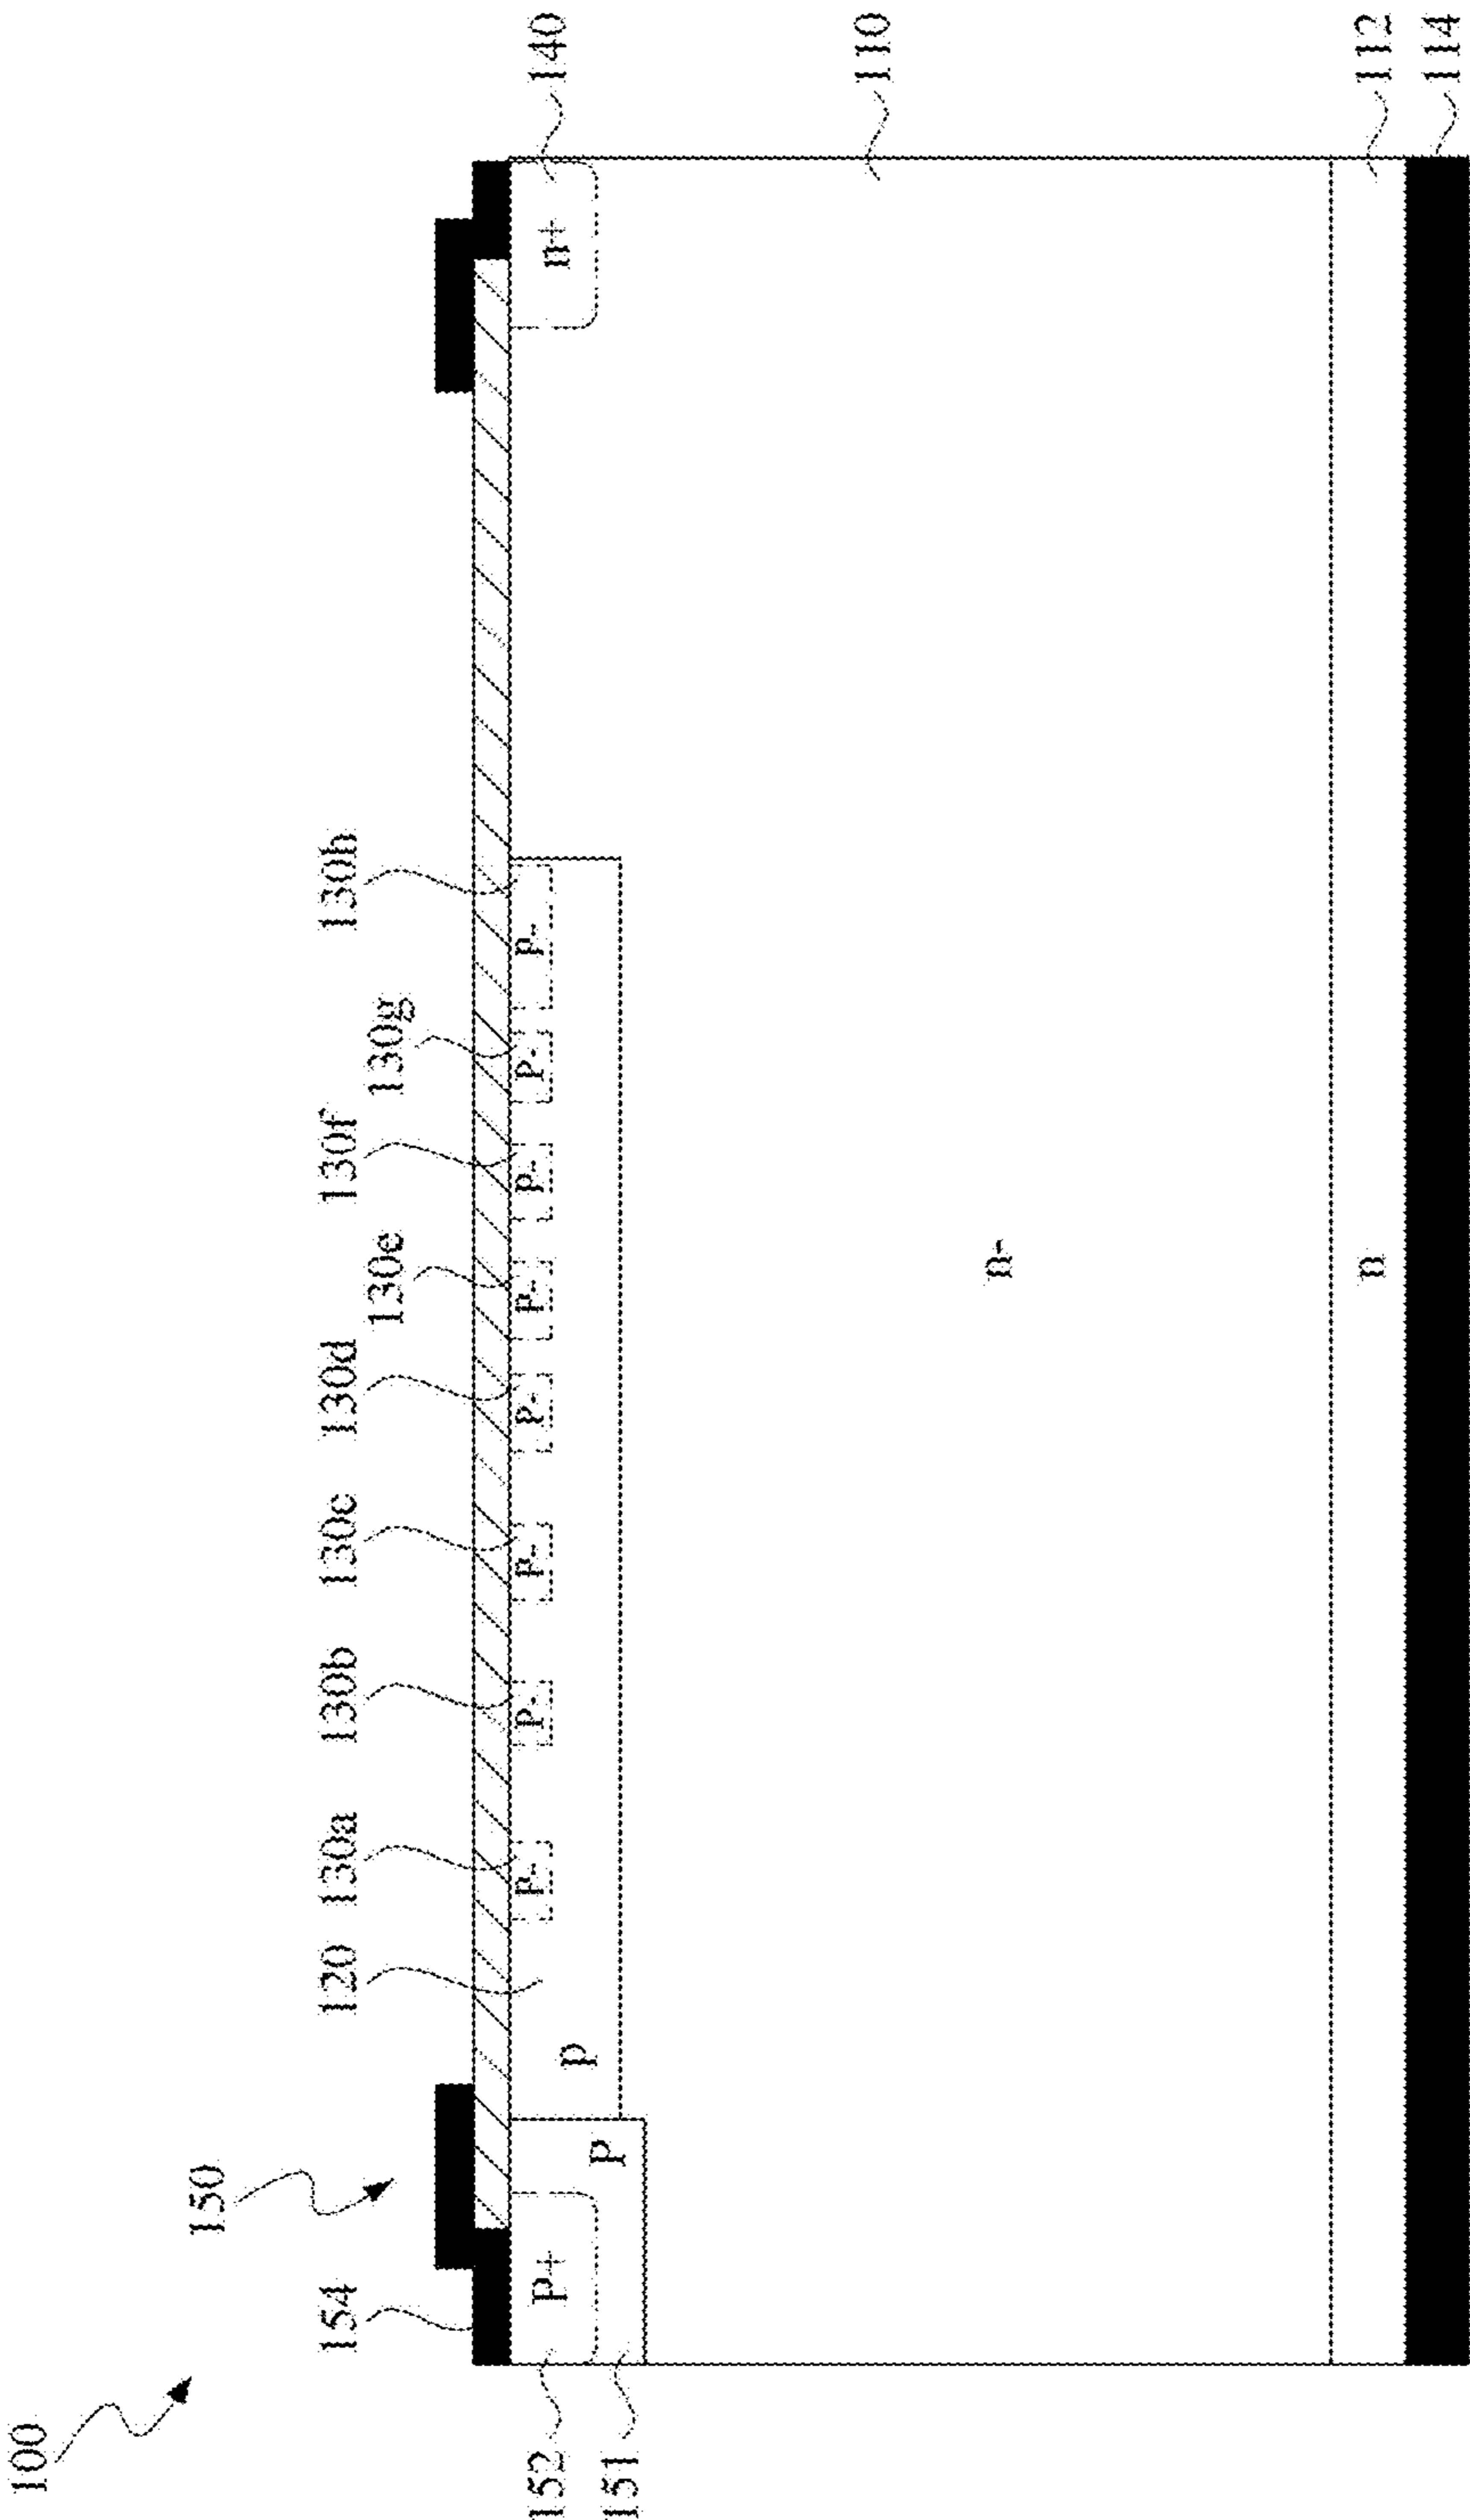 100
154
150
120
130a
130b
130c
130d
130e
130f
130g
130h
152
P+
151
P
p
P-
P-
P-
P-
P-
P-
P-
P-
n+
140
n-
110
n
112
114